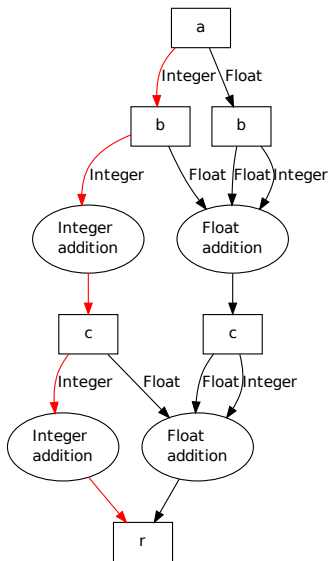 a
Integer
Float
b
b
Integer
Float
Float
Integer
Integer
addition
Float
addition
c
c
Integer
Float
Float
Integer
Integer
addition
Float
addition
r